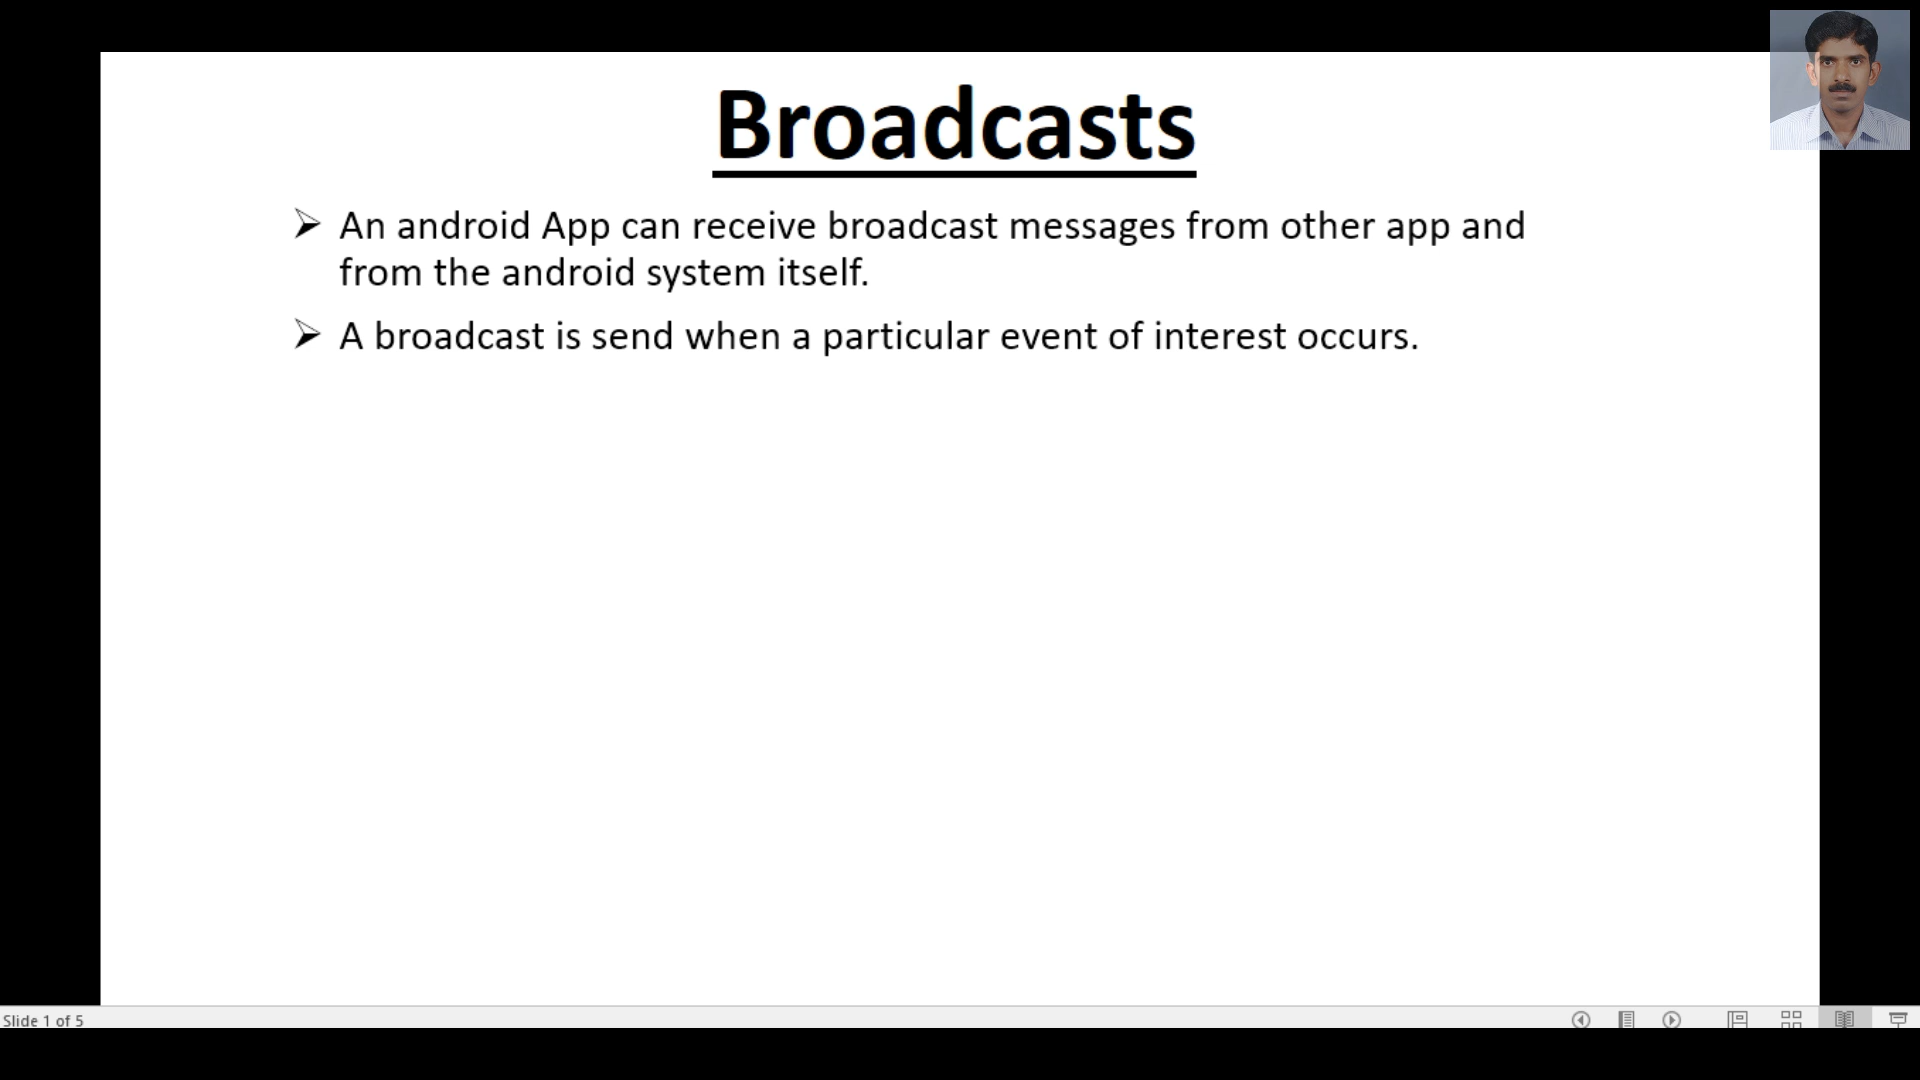 Broadcasts
An android App can receive broadcast messages from other app and
from the android system itself.
A broadcast is send when a particular event of interest occurs.
Slide 1 of 5